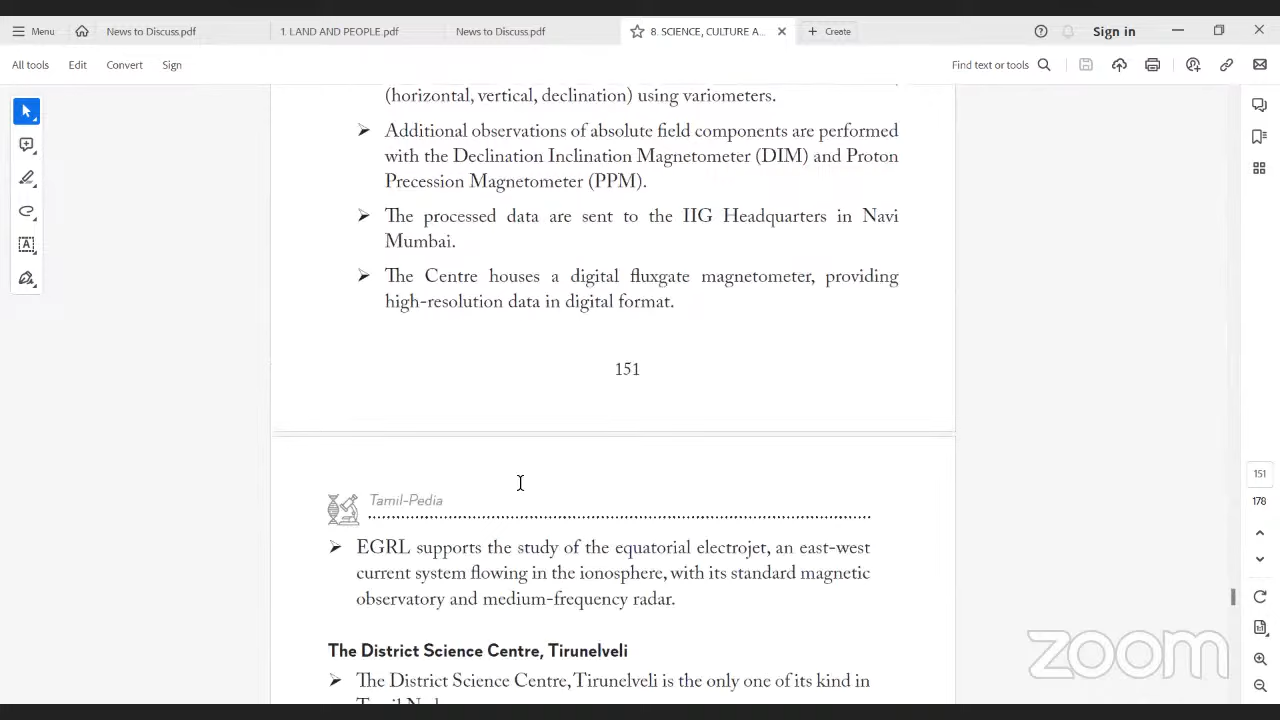 Menu
News to Discuss.pdf
1. LAND AND PEOPLE.pdf
News to Discuss.pdf
8. SCIENCE, CULTURE A...
Create
Sign in
All tools
Edit
Convert
Sign
Find text or tools
(horizontal, vertical, declination) using variometers.
➢ Additional observations of absolute field components are performed
with the Declination Inclination Magnetometer (DIM) and Proton
Precession Magnetometer (PPM).
➢ The processed data are sent to the IIG Headquarters in Navi
Mumbai.
➢ The Centre houses a digital fluxgate magnetometer, providing
high-resolution data in digital format.
151
Tamil-Pedia
➢ EGRL supports the study of the equatorial electrojet, an east-west
current system flowing in the ionosphere, with its standard magnetic
observatory and medium-frequency radar.
The District Science Centre, Tirunelveli
➢ The District Science Centre, Tirunelveli is the only one of its kind in
151
178
zoom